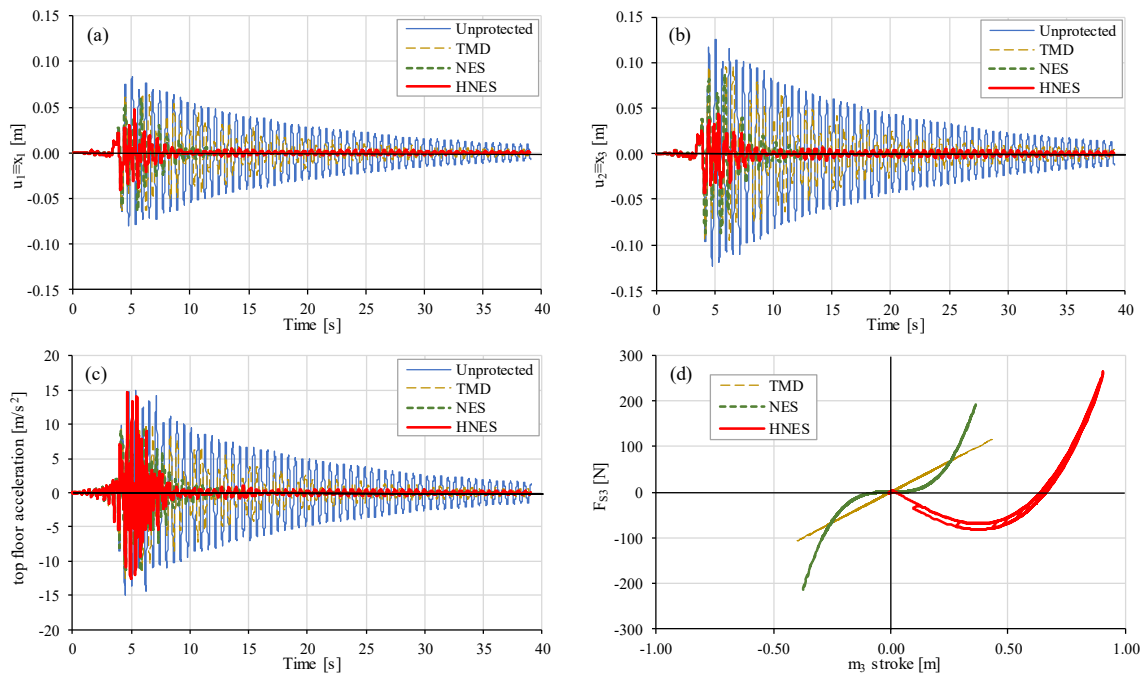 (a)
Unprotected
TMD
NES
HNES
0.15
0.10
0.05
0.00
-0.05
-0.10
-0.15
u₁≡x₁ [m]
0 5 10 15 20 25 30 35 40
Time [s]
(b)
Unprotected
TMD
NES
HNES
0.15
0.10
0.05
0.00
-0.05
-0.10
-0.15
u₂≡x₃ [m]
0 5 10 15 20 25 30 35 40
Time [s]
(c)
Unprotected
TMD
NES
HNES
20
15
10
5
0
-5
-10
-15
-20
top floor acceleration [m/s²]
0 5 10 15 20 25 30 35 40
Time [s]
(d)
TMD
NES
HNES
300
200
100
0
-100
-200
-300
F_S3 [N]
-1.00 -0.50 0.00 0.50 1.00
m₃ stroke [m]